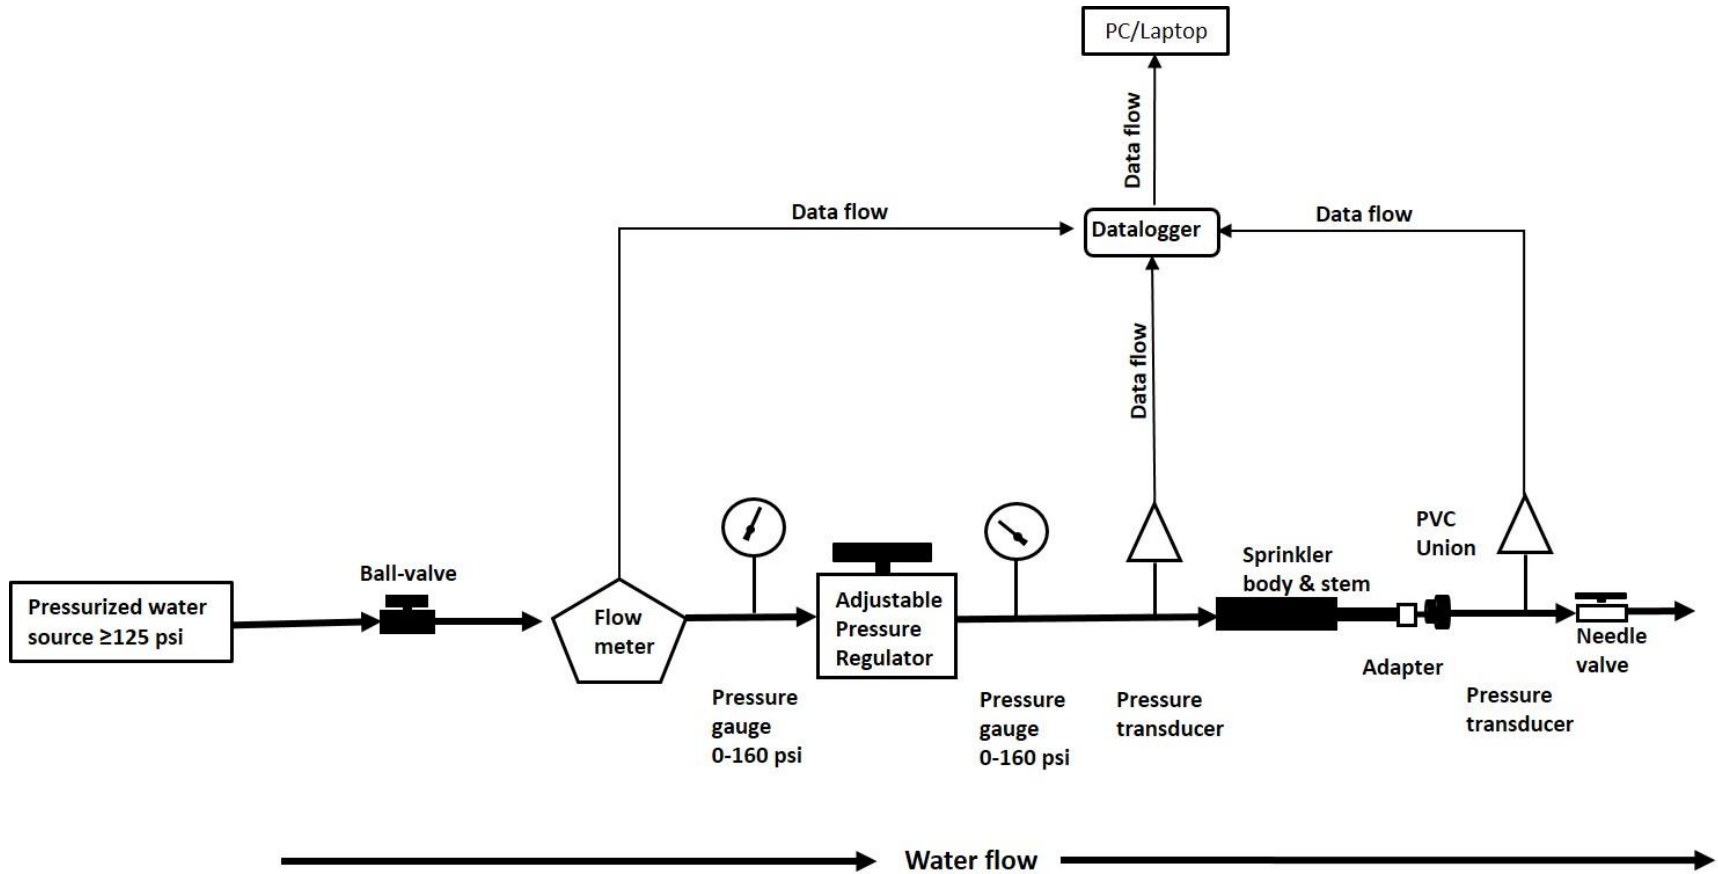 PC/Laptop
Data flow
Data flow
Datalogger
Data flow
Data flow
PVC
Union
Sprinkler
body & stem
Ball-valve
Pressurized water
source ≥125 psi
Flow
meter
Adjustable
Pressure
Regulator
Needle
valve
Adapter
Pressure
gauge
0-160 psi
Pressure
gauge
0-160 psi
Pressure
transducer
Pressure
transducer
Water flow